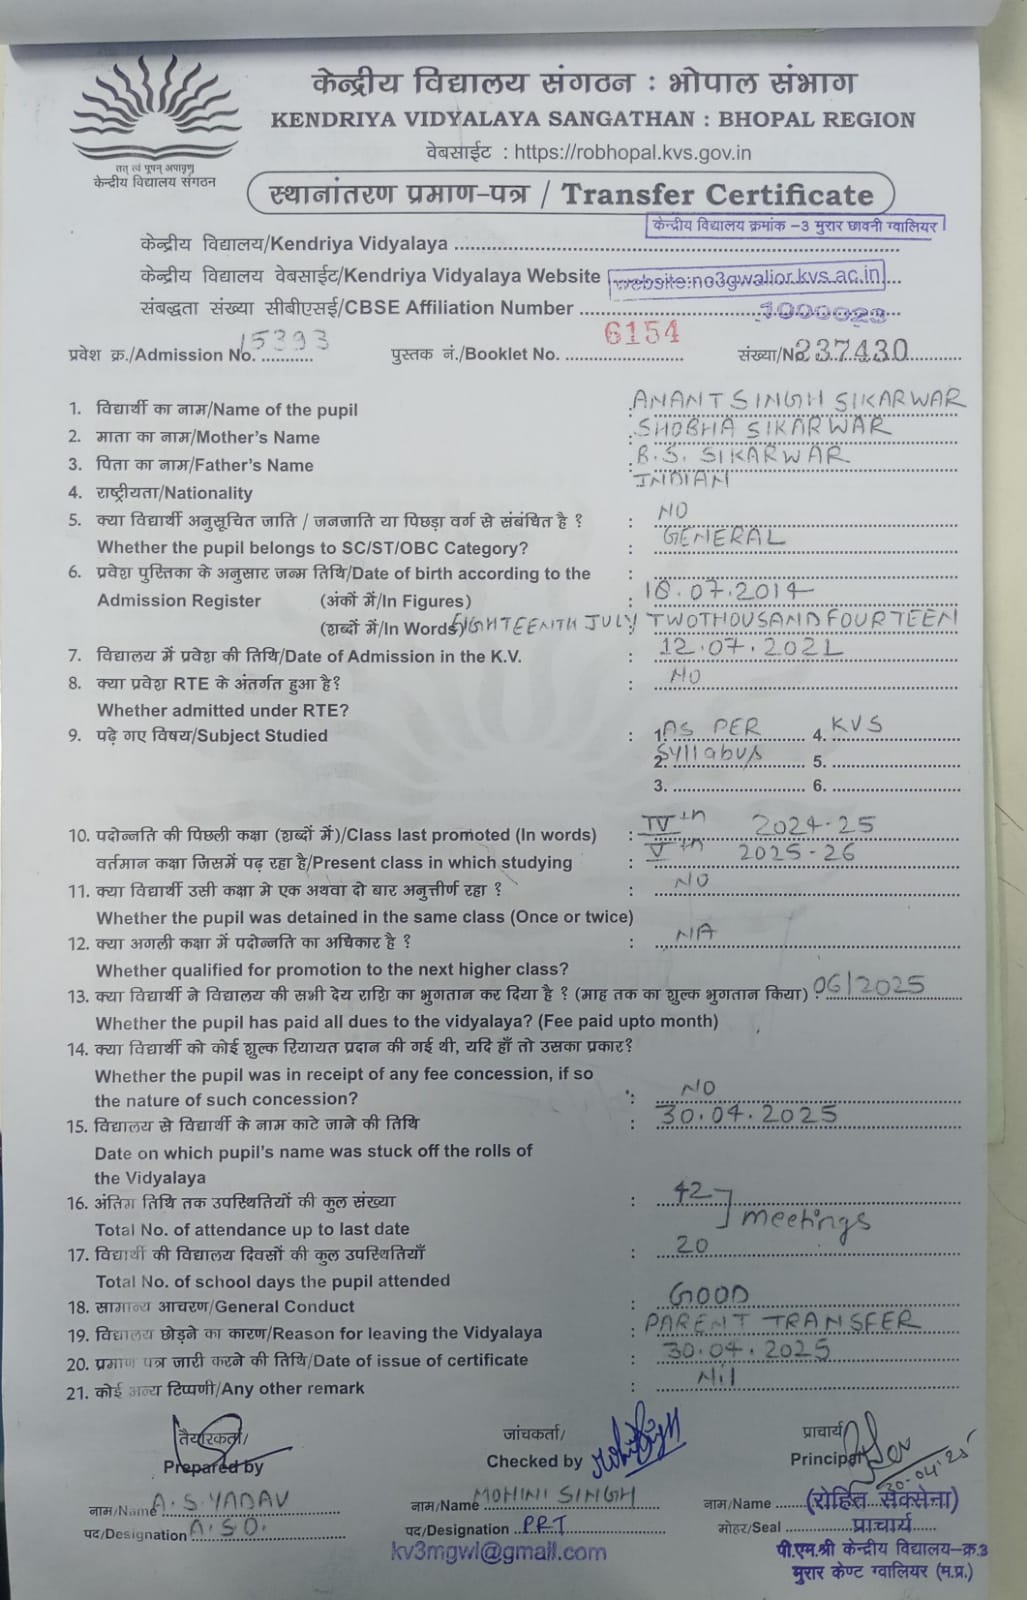 तत् त्वं पूषन् अपावृणु
केन्द्रीय विद्यालय संगठन
केन्द्रीय विद्यालय संगठन : भोपाल संभाग
KENDRIYA VIDYALAYA SANGATHAN : BHOPAL REGION
वेबसाईट : https://robhopal.kvs.gov.in
स्थानांतरण प्रमाण-पत्र / Transfer Certificate
केन्द्रीय विद्यालय क्रमांक -3 मुरार छावनी ग्वालियर
केन्द्रीय विद्यालय/Kendriya Vidyalaya
केन्द्रीय विद्यालय वेबसाईट/Kendriya Vidyalaya Website website:no3gwalior.kvs.ac.in
संबद्धता संख्या सीबीएसई/CBSE Affiliation Number 1000023
प्रवेश क्र./Admission No. 15393 पुस्तक नं./Booklet No. 6154 संख्या/No 237430
1. विद्यार्थी का नाम/Name of the pupil : ANANT SINGH SIKARWAR
2. माता का नाम/Mother's Name : SHOBHA SIKARWAR
3. पिता का नाम/Father's Name : B.S. SIKARWAR
4. राष्ट्रीयता/Nationality INDIAN
5. क्या विद्यार्थी अनुसूचित जाति / जनजाति या पिछड़ा वर्ग से संबंधित है ? : NO
Whether the pupil belongs to SC/ST/OBC Category? : GENERAL
6. प्रवेश पुस्तिका के अनुसार जन्म तिथि/Date of birth according to the :
Admission Register (अंकों में/In Figures) : 18.07.2014
(शब्दों में/In Words) EIGHTEENTH JULY TWOTHOUSAND FOURTEEN
7. विद्यालय में प्रवेश की तिथि/Date of Admission in the K.V. : 12.07.2021
8. क्या प्रवेश RTE के अंतर्गत हुआ है? : NO
Whether admitted under RTE?
9. पढ़े गए विषय/Subject Studied : 1. AS PER 4. KVS
2. Syllabus 5.
3. 6.
10. पदोन्नति की पिछली कक्षा (शब्दों में)/Class last promoted (In words) : IVth 2024-25
वर्तमान कक्षा जिसमें पढ़ रहा है/Present class in which studying : Vth 2025-26
11. क्या विद्यार्थी उसी कक्षा मे एक अथवा दो बार अनुत्तीर्ण रहा ? : NO
Whether the pupil was detained in the same class (Once or twice)
12. क्या अगली कक्षा में पदोन्नति का अधिकार है ? : NA
Whether qualified for promotion to the next higher class?
13. क्या विद्यार्थी ने विद्यालय की सभी देय राशि का भुगतान कर दिया है ? (माह तक का शुल्क भुगतान किया) : 06/2025
Whether the pupil has paid all dues to the vidyalaya? (Fee paid upto month)
14. क्या विद्यार्थी को कोई शुल्क रियायत प्रदान की गई थी, यदि हाँ तो उसका प्रकार?
Whether the pupil was in receipt of any fee concession, if so
the nature of such concession? : NO
15. विद्यालय से विद्यार्थी के नाम काटे जाने की तिथि : 30.04.2025
Date on which pupil's name was stuck off the rolls of
the Vidyalaya
16. अंतिम तिथि तक उपस्थितियों की कुल संख्या : 42
Total No. of attendance up to last date meetings
17. विद्यार्थी की विद्यालय दिवसों की कुल उपस्थितियाँ : 20
Total No. of school days the pupil attended
18. सामान्य आचरण/General Conduct : GOOD
19. विद्यालय छोड़ने का कारण/Reason for leaving the Vidyalaya : PARENT TRANSFER
20. प्रमाण पत्र जारी करने की तिथि/Date of issue of certificate : 30.04.2025
21. कोई अन्य टिप्पणी/Any other remark : Nil
तैयारकर्ता/ जांचकर्ता/ प्राचार्य/
Prepared by Checked by Principal
30.04.25
नाम/Name A.S.YADAV नाम/Name MOHINI SINGH नाम/Name (रोहित सक्सेना)
पद/Designation A.S.O. पद/Designation PRT मोहर/Seal प्राचार्य
kv3mgwl@gmail.com पी.एम.श्री केन्द्रीय विद्यालय-क्र.3
मुरार केण्ट ग्वालियर (म.प्र.)